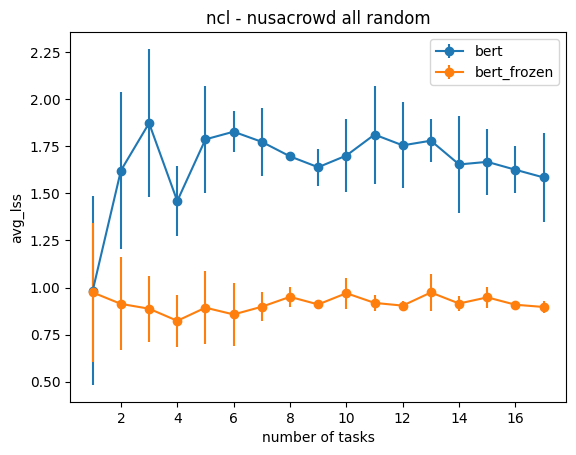 ncl - nusacrowd all random
bert
bert_frozen
avg_lss
2.25
2.00
1.75
1.50
1.25
1.00
0.75
0.50
2 4 6 8 10 12 14 16
number of tasks